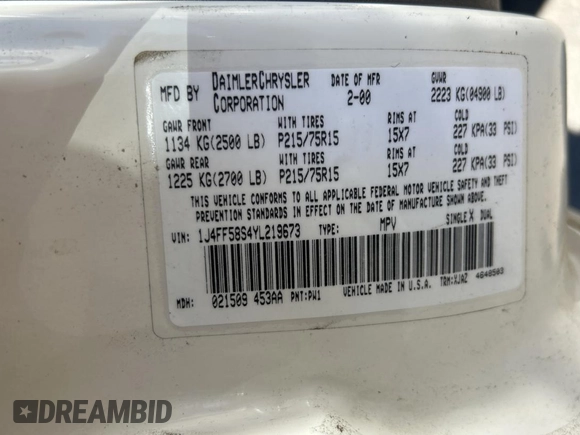 MFD BY DAIMLERCHRYSLER CORPORATION DATE OF MFR 2-00 GVWR 2223 KG(04900 LB)
GAWR FRONT WITH TIRES RIMS AT COLD
1134 KG(2500 LB) P215/75R15 15X7 227 KPA(33 PSI)
GAWR REAR WITH TIRES RIMS AT COLD
1225 KG(2700 LB) P215/75R15 15X7 227 KPA(33 PSI)
THIS VEHICLE CONFORMS TO ALL APPLICABLE FEDERAL MOTOR VEHICLE SAFETY AND THEFT
PREVENTION STANDARDS IN EFFECT ON THE DATE OF MANUFACTURE SHOWN ABOVE.
VIN: 1J4FF58S4YL219673 TYPE: MPV SINGLE X DUAL
MDH: 021509 453AA PNT:PW1 VEHICLE MADE IN U.S.A. TRM:XJAZ 4648503
DREAMBID